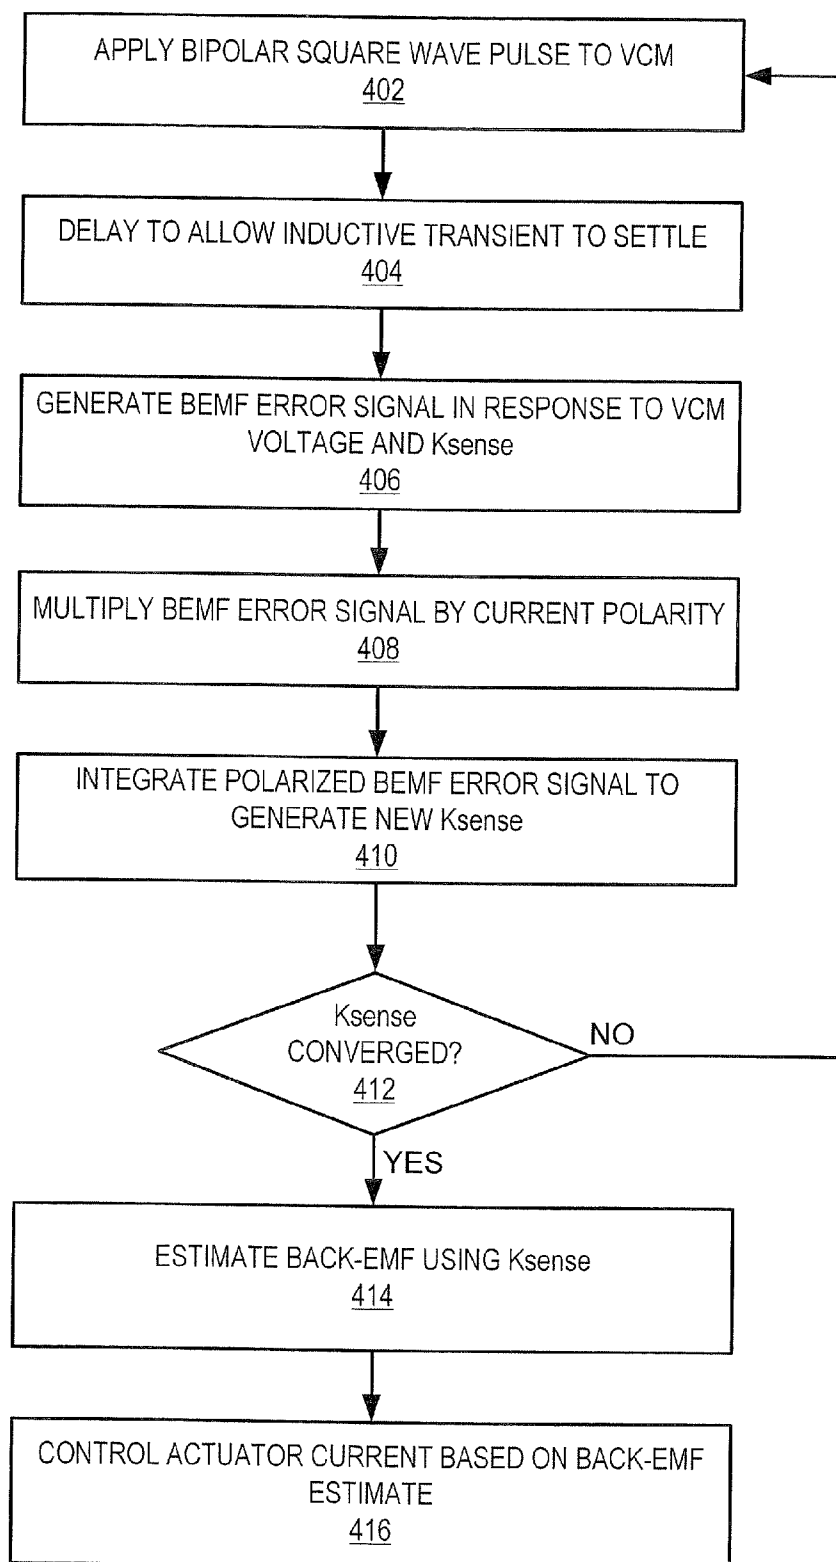 APPLY BIPOLAR SQUARE WAVE PULSE TO VCM
402
DELAY TO ALLOW INDUCTIVE TRANSIENT TO SETTLE
404
GENERATE BEMF ERROR SIGNAL IN RESPONSE TO VCM
VOLTAGE AND Ksense
406
MULTIPLY BEMF ERROR SIGNAL BY CURRENT POLARITY
408
INTEGRATE POLARIZED BEMF ERROR SIGNAL TO
GENERATE NEW Ksense
410
Ksense
CONVERGED?
412
NO
YES
ESTIMATE BACK-EMF USING Ksense
414
CONTROL ACTUATOR CURRENT BASED ON BACK-EMF
ESTIMATE
416